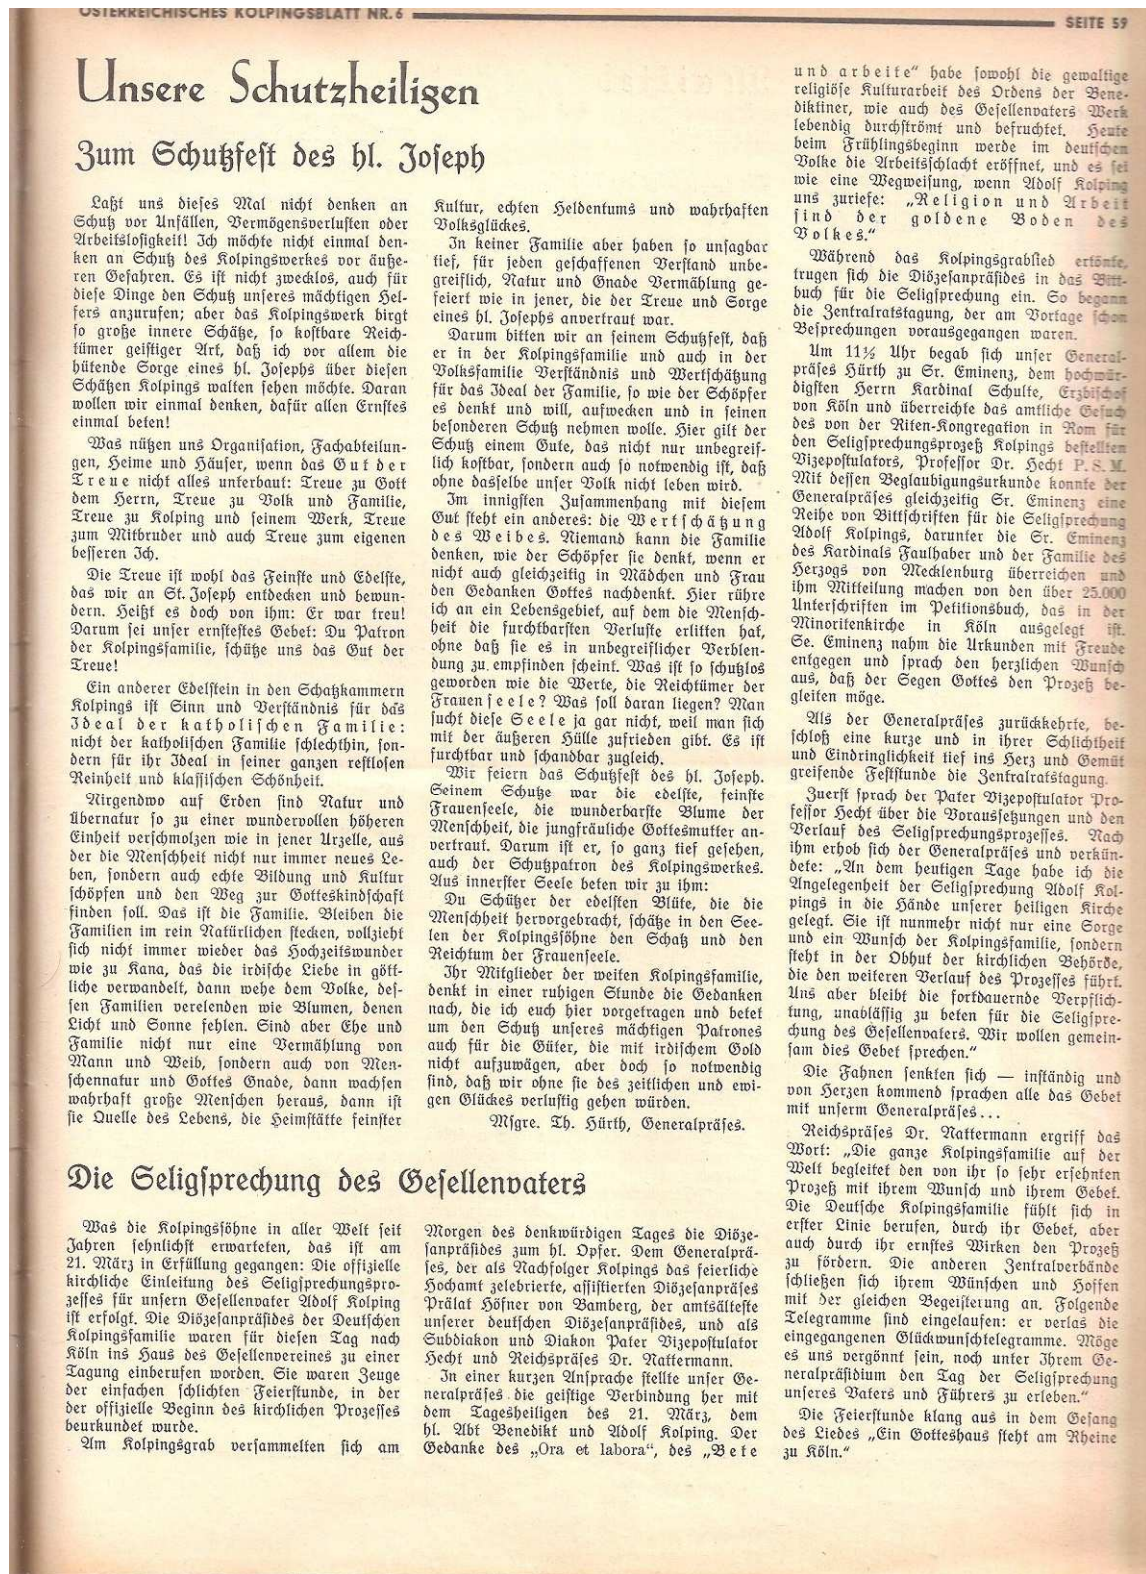 ÖSTERREICHISCHES KOLPINGSBLATT NR. 6
SEITE 59
Unsere Schutzheiligen
Zum Schutzfest des hl. Joseph
Laßt uns dieses Mal nicht denken an
Schutz vor Unfällen, Vermögensverlusten oder
Arbeitslosigkeit! Ich möchte nicht einmal den-
ken an Schutz des Kolpingswerkes vor äuße-
ren Gefahren. Es ist nicht zwecklos, auch für
diese Dinge den Schutz unseres mächtigen Hel-
fers anzurufen; aber das Kolpingswerk birgt
so große innere Schätze, so kostbare Reich-
tümer geistiger Art, daß ich vor allem die
hütende Sorge eines hl. Josephs über diesen
Schätzen Kolpings walten sehen möchte. Daran
wollen wir einmal denken, dafür allen Ernstes
einmal beten!
Was nützen uns Organisation, Fachabteilun-
gen, Heime und Häuser, wenn das Gut der
Treue nicht alles unterbaut: Treue zu Gott
dem Herrn, Treue zu Volk und Familie,
Treue zu Kolping und seinem Werk, Treue
zum Mitbruder und auch Treue zum eigenen
besseren Ich.
Die Treue ist wohl das Feinste und Edelste,
das wir an St. Joseph entdecken und bewun-
dern. Heißt es doch von ihm: Er war treu!
Darum sei unser ernstestes Gebet: Du Patron
der Kolpingsfamilie, schütze uns das Gut der
Treue!
Ein anderer Edelstein in den Schatzkammern
Kolpings ist Sinn und Verständnis für das
Ideal der katholischen Familie:
nicht der katholischen Familie schlechthin, son-
dern für ihr Ideal in seiner ganzen restlosen
Reinheit und klassischen Schönheit.
Nirgendwo auf Erden sind Natur und
Übernatur so zu einer wundervollen höheren
Einheit verschmolzen wie in jener Urzelle, aus
der die Menschheit nicht nur immer neues Le-
ben, sondern auch echte Bildung und Kultur
schöpfen und den Weg zur Gotteskindschaft
finden soll. Das ist die Familie. Bleiben die
Familien im rein Natürlichen stecken, vollzieht
sich nicht immer wieder das Hochzeitswunder
wie zu Kana, das die irdische Liebe in gött-
liche verwandelt, dann wehe dem Volke, des-
sen Familien verelenden wie Blumen, denen
Licht und Sonne fehlen. Sind aber Ehe und
Familie nicht nur eine Vermählung von
Mann und Weib, sondern auch von Men-
schennatur und Gottes Gnade, dann wachsen
wahrhaft große Menschen heraus, dann ist
sie Quelle des Lebens, die Heimstätte feinster
Kultur, echten Heldentums und wahrhaften
Volksglückes.
In keiner Familie aber haben so unsagbar
tief, für jeden geschaffenen Verstand unbe-
greiflich, Natur und Gnade Vermählung ge-
feiert wie in jener, die der Treue und Sorge
eines hl. Josephs anvertraut war.
Darum bitten wir an seinem Schutzfest, daß
er in der Kolpingsfamilie und auch in der
Volksfamilie Verständnis und Wertschätzung
für das Ideal der Familie, so wie der Schöpfer
es denkt und will, aufwecken und in seinen
besonderen Schutz nehmen wolle. Hier gilt der
Schutz einem Gute, das nicht nur unbegreif-
lich kostbar, sondern auch so notwendig ist, daß
ohne dasselbe unser Volk nicht leben wird.
Im innigsten Zusammenhang mit diesem
Gut steht ein anderes: die Wertschätzung
des Weibes. Niemand kann die Familie
denken, wie der Schöpfer sie denkt, wenn er
nicht auch gleichzeitig in Mädchen und Frau
den Gedanken Gottes nachdenkt. Hier rühre
ich an ein Lebensgebiet, auf dem die Mensch-
heit die furchtbarsten Verluste erlitten hat,
ohne daß sie es in unbegreiflicher Verblen-
dung zu empfinden scheint. Was ist so schutzlos
geworden wie die Werte, die Reichtümer der
Frauenseele? Was soll daran liegen? Man
sucht diese Seele ja gar nicht, weil man sich
mit der äußeren Hülle zufrieden gibt. Es ist
furchtbar und schandbar zugleich.
Wir feiern das Schutzfest des hl. Joseph.
Seinem Schutze war die edelste, feinste
Frauenseele, die wunderbarste Blume der
Menschheit, die jungfräuliche Gottesmutter an-
vertraut. Darum ist er, so ganz tief gesehen,
auch der Schutzpatron des Kolpingswerkes.
Aus innerster Seele beten wir zu ihm:
Du Schützer der edelsten Blüte, die die
Menschheit hervorgebracht, schätze in den See-
len der Kolpingssöhne den Schatz und den
Reichtum der Frauenseele.
Ihr Mitglieder der weiten Kolpingsfamilie,
denkt in einer ruhigen Stunde die Gedanken
nach, die ich euch hier vorgetragen und betet
um den Schutz unseres mächtigen Patrones
auch für die Güter, die mit irdischem Gold
nicht aufzuwägen, aber doch so notwendig
sind, daß wir ohne sie des zeitlichen und ewi-
gen Glückes verlustig gehen würden.
Msgre. Th. Hürth, Generalpräses.
Die Seligsprechung des Gesellenvaters
Was die Kolpingssöhne in aller Welt seit
Jahren sehnlichst erwarteten, das ist am
21. März in Erfüllung gegangen: Die offizielle
kirchliche Einleitung des Seligsprechungspro-
zesses für unsern Gesellenvater Adolf Kolping
ist erfolgt. Die Diözesanpräsides der Deutschen
Kolpingsfamilie waren für diesen Tag nach
Köln ins Haus des Gesellenvereines zu einer
Tagung einberufen worden. Sie waren Zeuge
der einfachen schlichten Feierstunde, in der
der offizielle Beginn des kirchlichen Prozesses
beurkundet wurde.
Am Kolpingsgrab versammelten sich am
Morgen des denkwürdigen Tages die Diöze-
sanpräsides zum hl. Opfer. Dem Generalprä-
ses, der als Nachfolger Kolpings das feierliche
Hochamt zelebrierte, assistierten Diözesanpräses
Prälat Höfner von Bamberg, der amtsälteste
unserer deutschen Diözesanpräsides, und als
Subdiakon und Diakon Pater Vizepostulator
Hecht und Reichspräses Dr. Nattermann.
In einer kurzen Ansprache stellte unser Ge-
neralpräses die geistige Verbindung her mit
dem Tagesheiligen des 21. März, dem
hl. Abt Benedikt und Adolf Kolping. Der
Gedanke des „Ora et labora“, des „Bete
und arbeite“ habe sowohl die gewaltige
religiöse Kulturarbeit des Ordens der Bene-
diktiner, wie auch des Gesellenvaters Werk
lebendig durchströmt und befruchtet. Heute
beim Frühlingsbeginn werde im deutschen
Volke die Arbeitsschlacht eröffnet, und es sei
wie eine Wegweisung, wenn Adolf Kolping
uns zuriefe: „Religion und Arbeit
sind der goldene Boden des
Volkes.“
Während das Kolpingsgrablied ertönte,
trugen sich die Diözesanpräsides in das Bitt-
buch für die Seligsprechung ein. So begann
die Zentralratstagung, der am Vortage schon
Besprechungen vorausgegangen waren.
Um 11½ Uhr begab sich unser General-
präses Hürth zu Sr. Eminenz, dem hochwür-
digsten Herrn Kardinal Schulte, Erzbischof
von Köln und überreichte das amtliche Gesuch
des von der Riten-Kongregation in Rom für
den Seligsprechungsprozeß Kolpings bestellten
Vizepostulators, Professor Dr. Hecht P. S. M.
Mit dessen Beglaubigungsurkunde konnte der
Generalpräses gleichzeitig Sr. Eminenz eine
Reihe von Bittschriften für die Seligsprechung
Adolf Kolpings, darunter die Sr. Eminenz
des Kardinals Faulhaber und der Familie des
Herzogs von Mecklenburg überreichen und
ihm Mitteilung machen von den über 25.000
Unterschriften im Petitionsbuch, das in der
Minoritenkirche in Köln ausgelegt ist.
Se. Eminenz nahm die Urkunden mit Freude
entgegen und sprach den herzlichen Wunsch
aus, daß der Segen Gottes den Prozeß be-
gleiten möge.
Als der Generalpräses zurückkehrte, be-
schloß eine kurze und in ihrer Schlichtheit
und Eindringlichkeit tief ins Herz und Gemüt
greifende Feststunde die Zentralratstagung.
Zuerst sprach der Pater Vizepostulator Pro-
fessor Hecht über die Voraussetzungen und den
Verlauf des Seligsprechungsprozesses. Nach
ihm erhob sich der Generalpräses und verkün-
dete: „An dem heutigen Tage habe ich die
Angelegenheit der Seligsprechung Adolf Kol-
pings in die Hände unserer heiligen Kirche
gelegt. Sie ist nunmehr nicht nur eine Sorge
und ein Wunsch der Kolpingsfamilie, sondern
steht in der Obhut der kirchlichen Behörde,
die den weiteren Verlauf des Prozesses führt.
Uns aber bleibt die fortdauernde Verpflich-
tung, unablässig zu beten für die Seligspre-
chung des Gesellenvaters. Wir wollen gemein-
sam dies Gebet sprechen.“
Die Fahnen senkten sich — inständig und
von Herzen kommend sprachen alle das Gebet
mit unserm Generalpräses...
Reichspräses Dr. Nattermann ergriff das
Wort: „Die ganze Kolpingsfamilie auf der
Welt begleitet den von ihr so sehr ersehnten
Prozeß mit ihrem Wunsch und ihrem Gebet.
Die Deutsche Kolpingsfamilie fühlt sich in
erster Linie berufen, durch ihr Gebet, aber
auch durch ihr ernstes Wirken den Prozeß
zu fördern. Die anderen Zentralverbände
schließen sich ihrem Wünschen und Hoffen
mit der gleichen Begeisterung an. Folgende
Telegramme sind eingelaufen: er verlas die
eingegangenen Glückwunschtelegramme. Möge
es uns vergönnt sein, noch unter Ihrem Ge-
neralpräsidium den Tag der Seligsprechung
unseres Vaters und Führers zu erleben.“
Die Feierstunde klang aus in dem Gesang
des Liedes „Ein Gotteshaus steht am Rheine
zu Köln.“